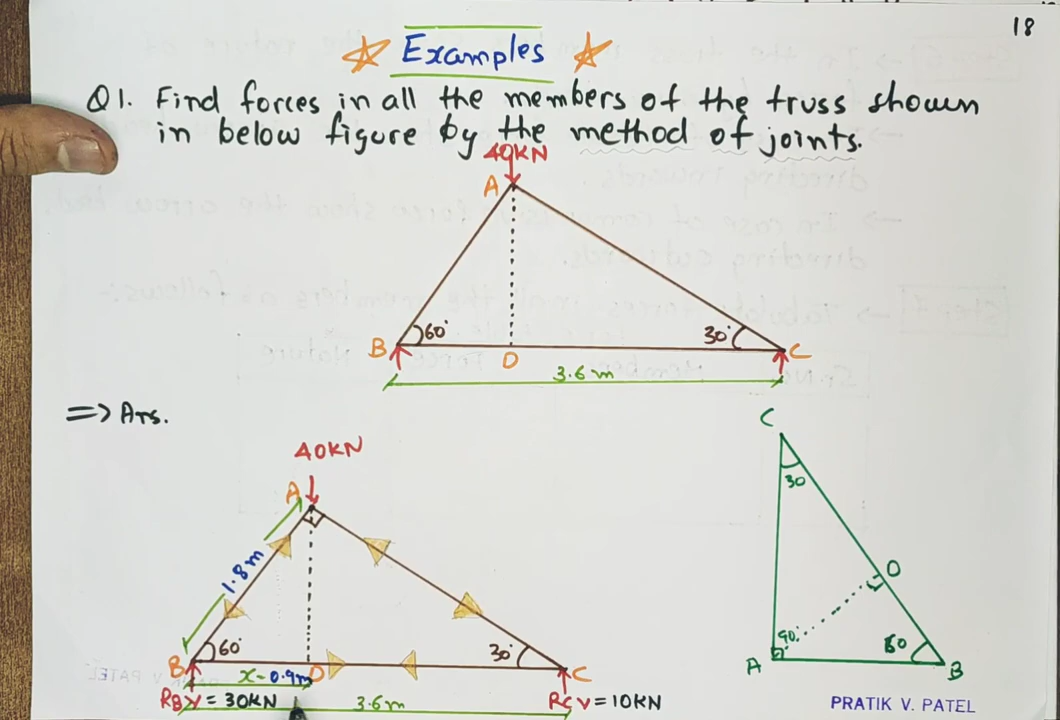 18
Examples
Q1. Find forces in all the members of the truss shown
in below figure by the method of joints.
40KN
A
B 60° 30° C
D
3.6m
=> Ans.
40KN
A
1.8m
B 60° 30° C
x = 0.9m D
RBV = 30KN 3.6m RCV = 10KN
C
30
D
90° 60
A B
PRATIK V. PATEL